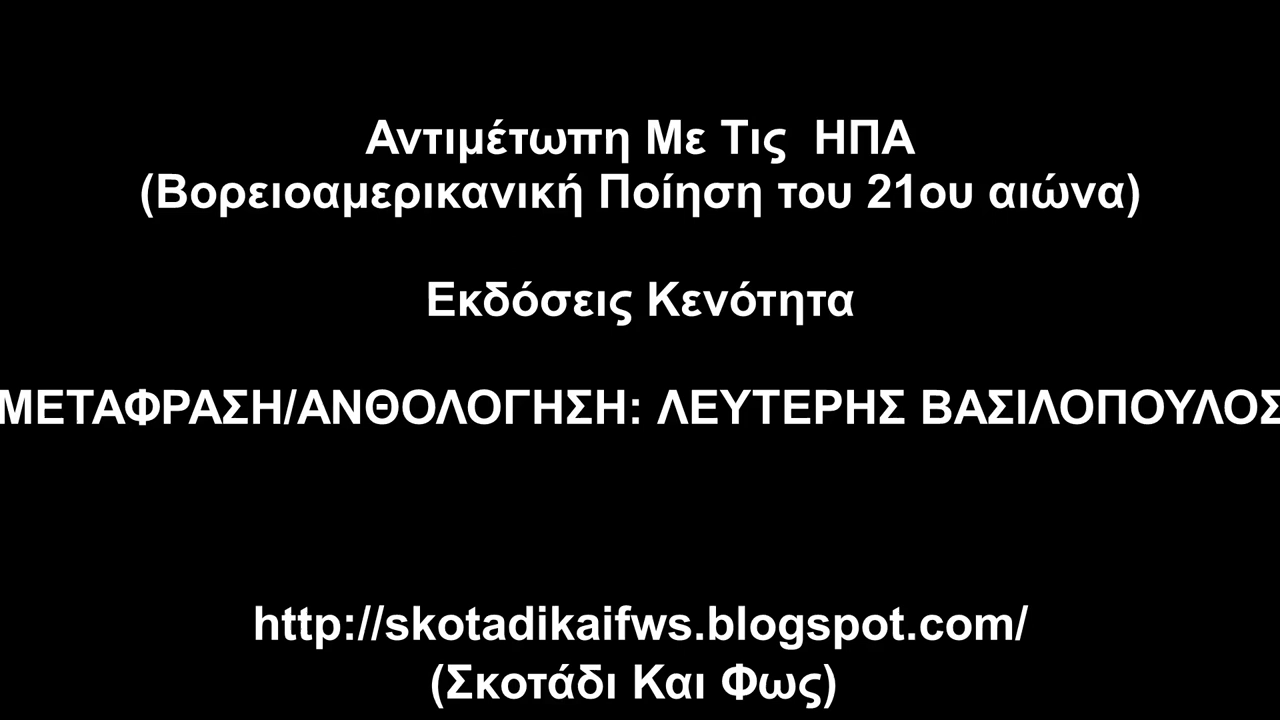 Αντιμέτωπη Με Τις  ΗΠΑ
(Βορειοαμερικανική Ποίηση του 21ου αιώνα)
Εκδόσεις Κενότητα
ΜΕΤΑΦΡΑΣΗ/ΑΝΘΟΛΟΓΗΣΗ: ΛΕΥΤΕΡΗΣ ΒΑΣΙΛΟΠΟΥΛΟΣ
http://skotadikaifws.blogspot.com/
(Σκοτάδι Και Φως)